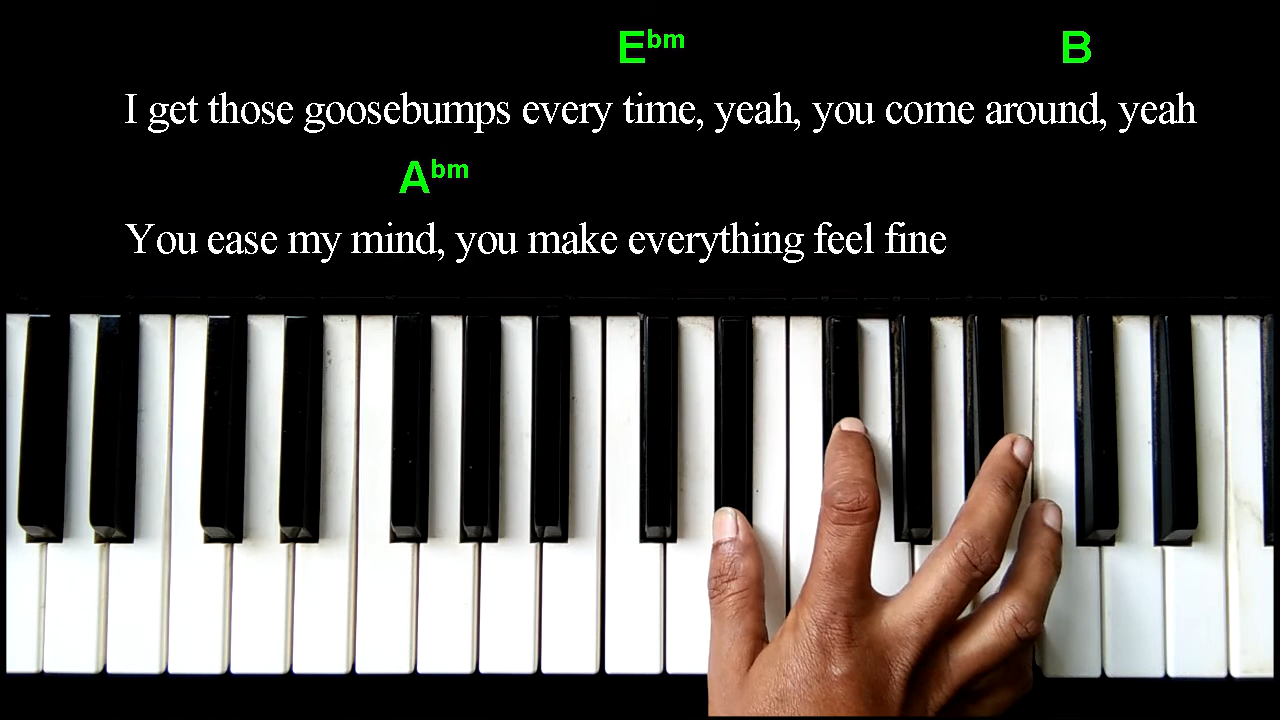 Ebm B
I get those goosebumps every time, yeah, you come around, yeah
Abm
You ease my mind, you make everything feel fine